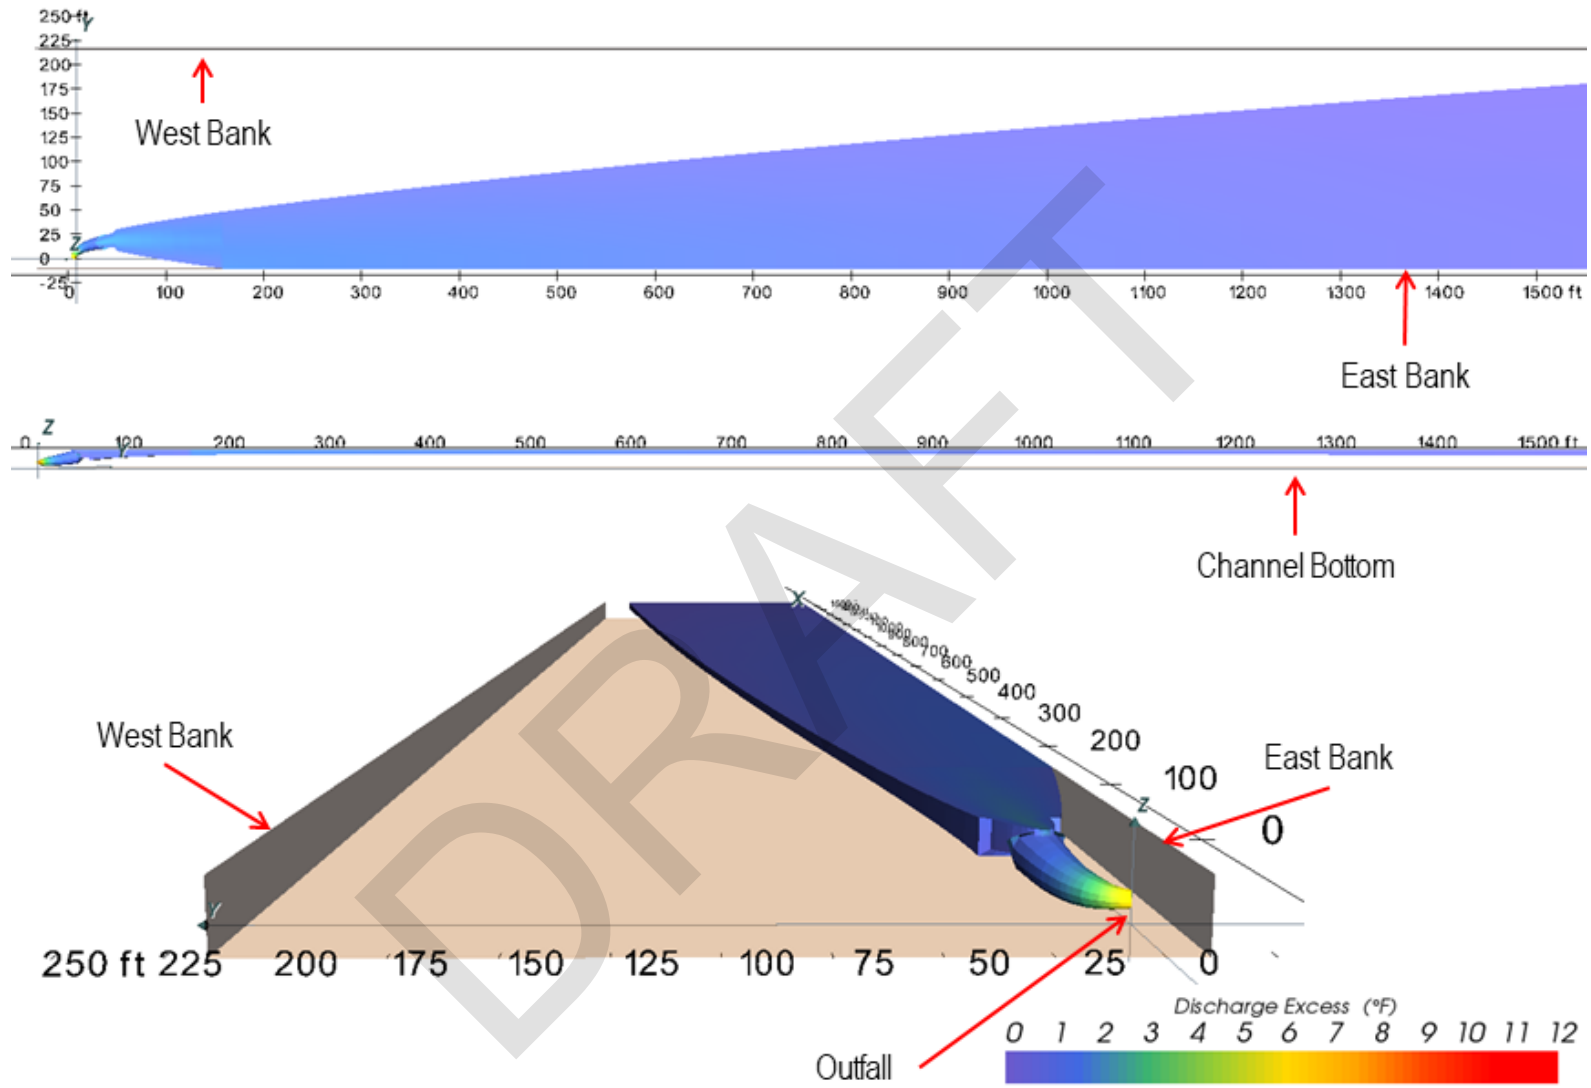 250 ft
Y
225
200
175
150
125
100
75
50
25
0
-25
Z
West Bank
0 100 200 300 400 500 600 700 800 900 1000 1100 1200 1300 1400 1500 ft
East Bank
Z
0 100 200 300 400 500 600 700 800 900 1000 1100 1200 1300 1400 1500 ft
Y
Channel Bottom
DRAFT
X
900
800
700
600
500
400
300
200
100
0
West Bank
East Bank
Z
Y
250 ft 225 200 175 150 125 100 75 50 25 0
Discharge Excess (°F)
0 1 2 3 4 5 6 7 8 9 10 11 12
Outfall